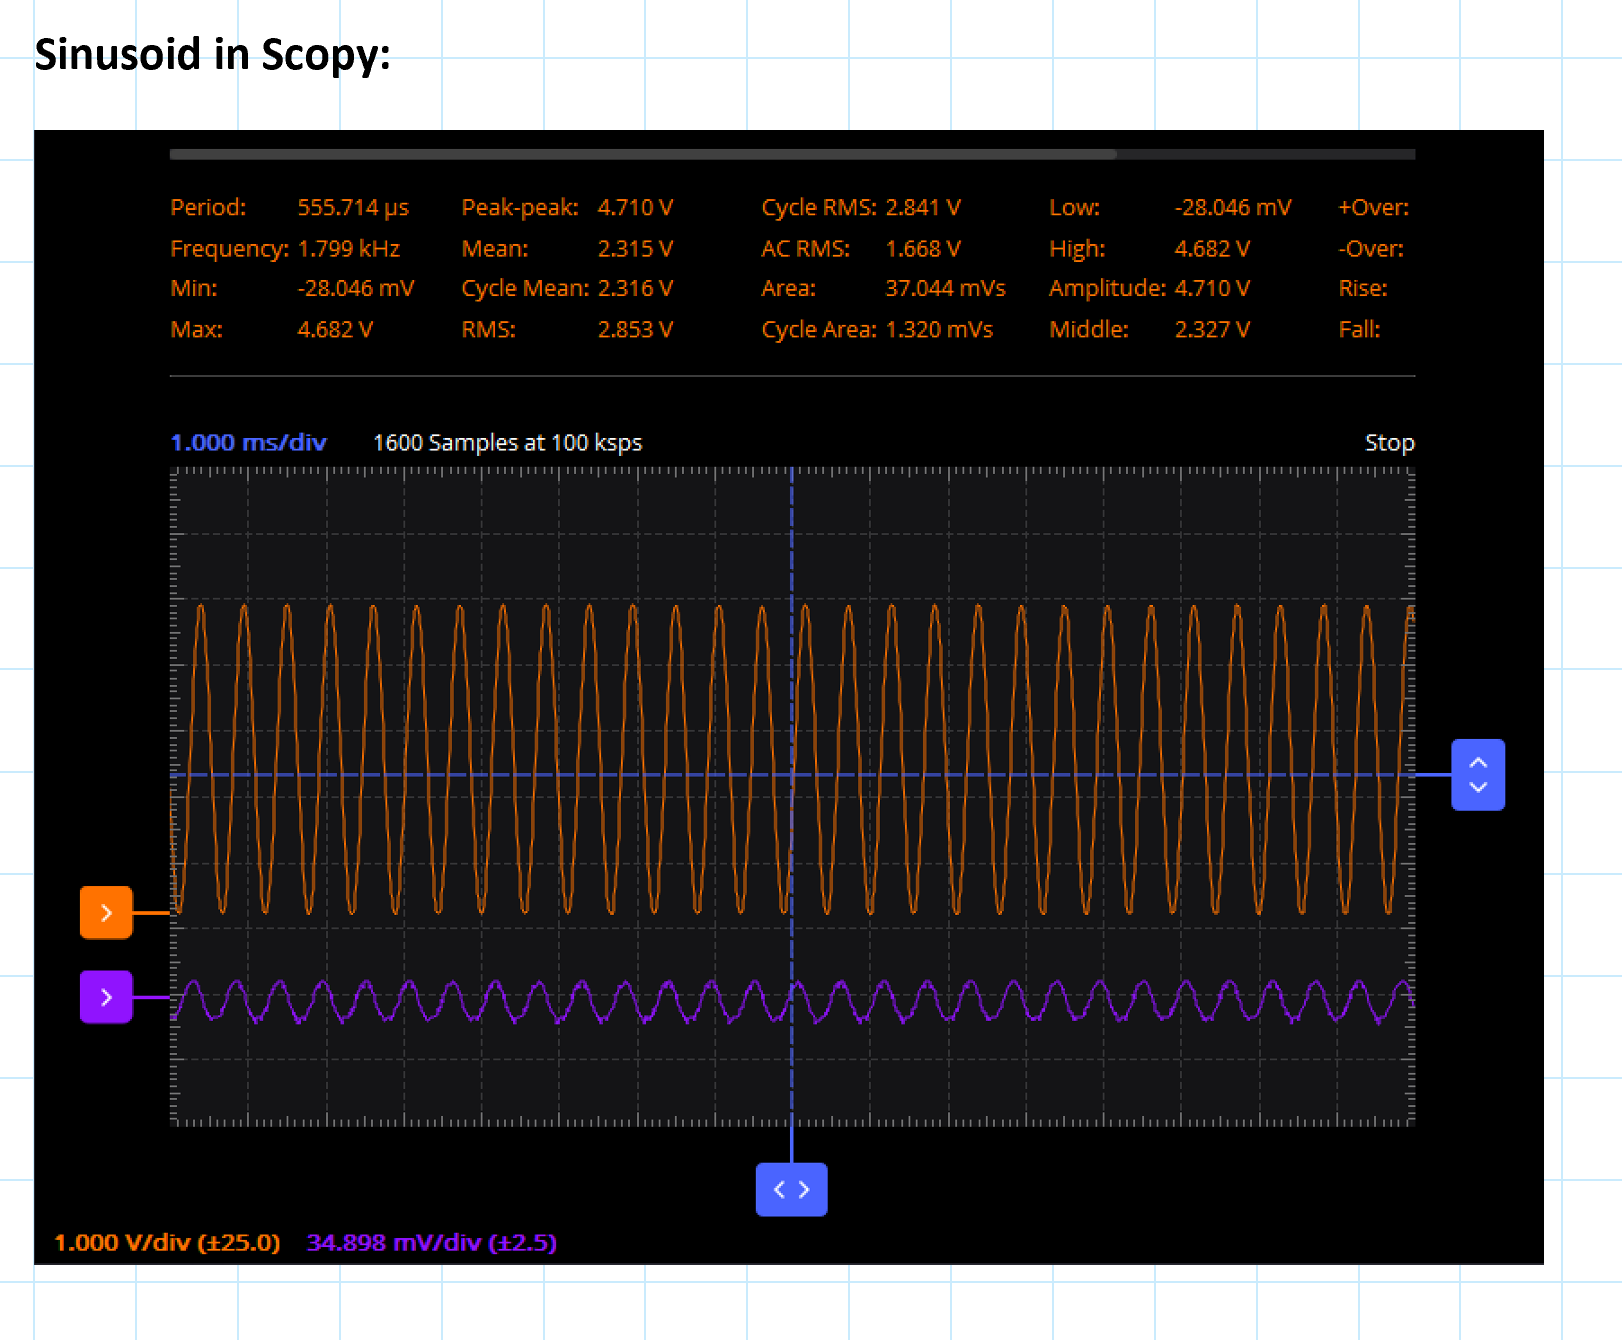 Sinusoid in Scopy:
Period: 555.714 µs Peak-peak: 4.710 V Cycle RMS: 2.841 V Low: -28.046 mV +Over:
Frequency: 1.799 kHz Mean: 2.315 V AC RMS: 1.668 V High: 4.682 V -Over:
Min: -28.046 mV Cycle Mean: 2.316 V Area: 37.044 mVs Amplitude: 4.710 V Rise:
Max: 4.682 V RMS: 2.853 V Cycle Area: 1.320 mVs Middle: 2.327 V Fall:
1.000 ms/div 1600 Samples at 100 ksps Stop
1.000 V/div (±25.0) 34.898 mV/div (±2.5)